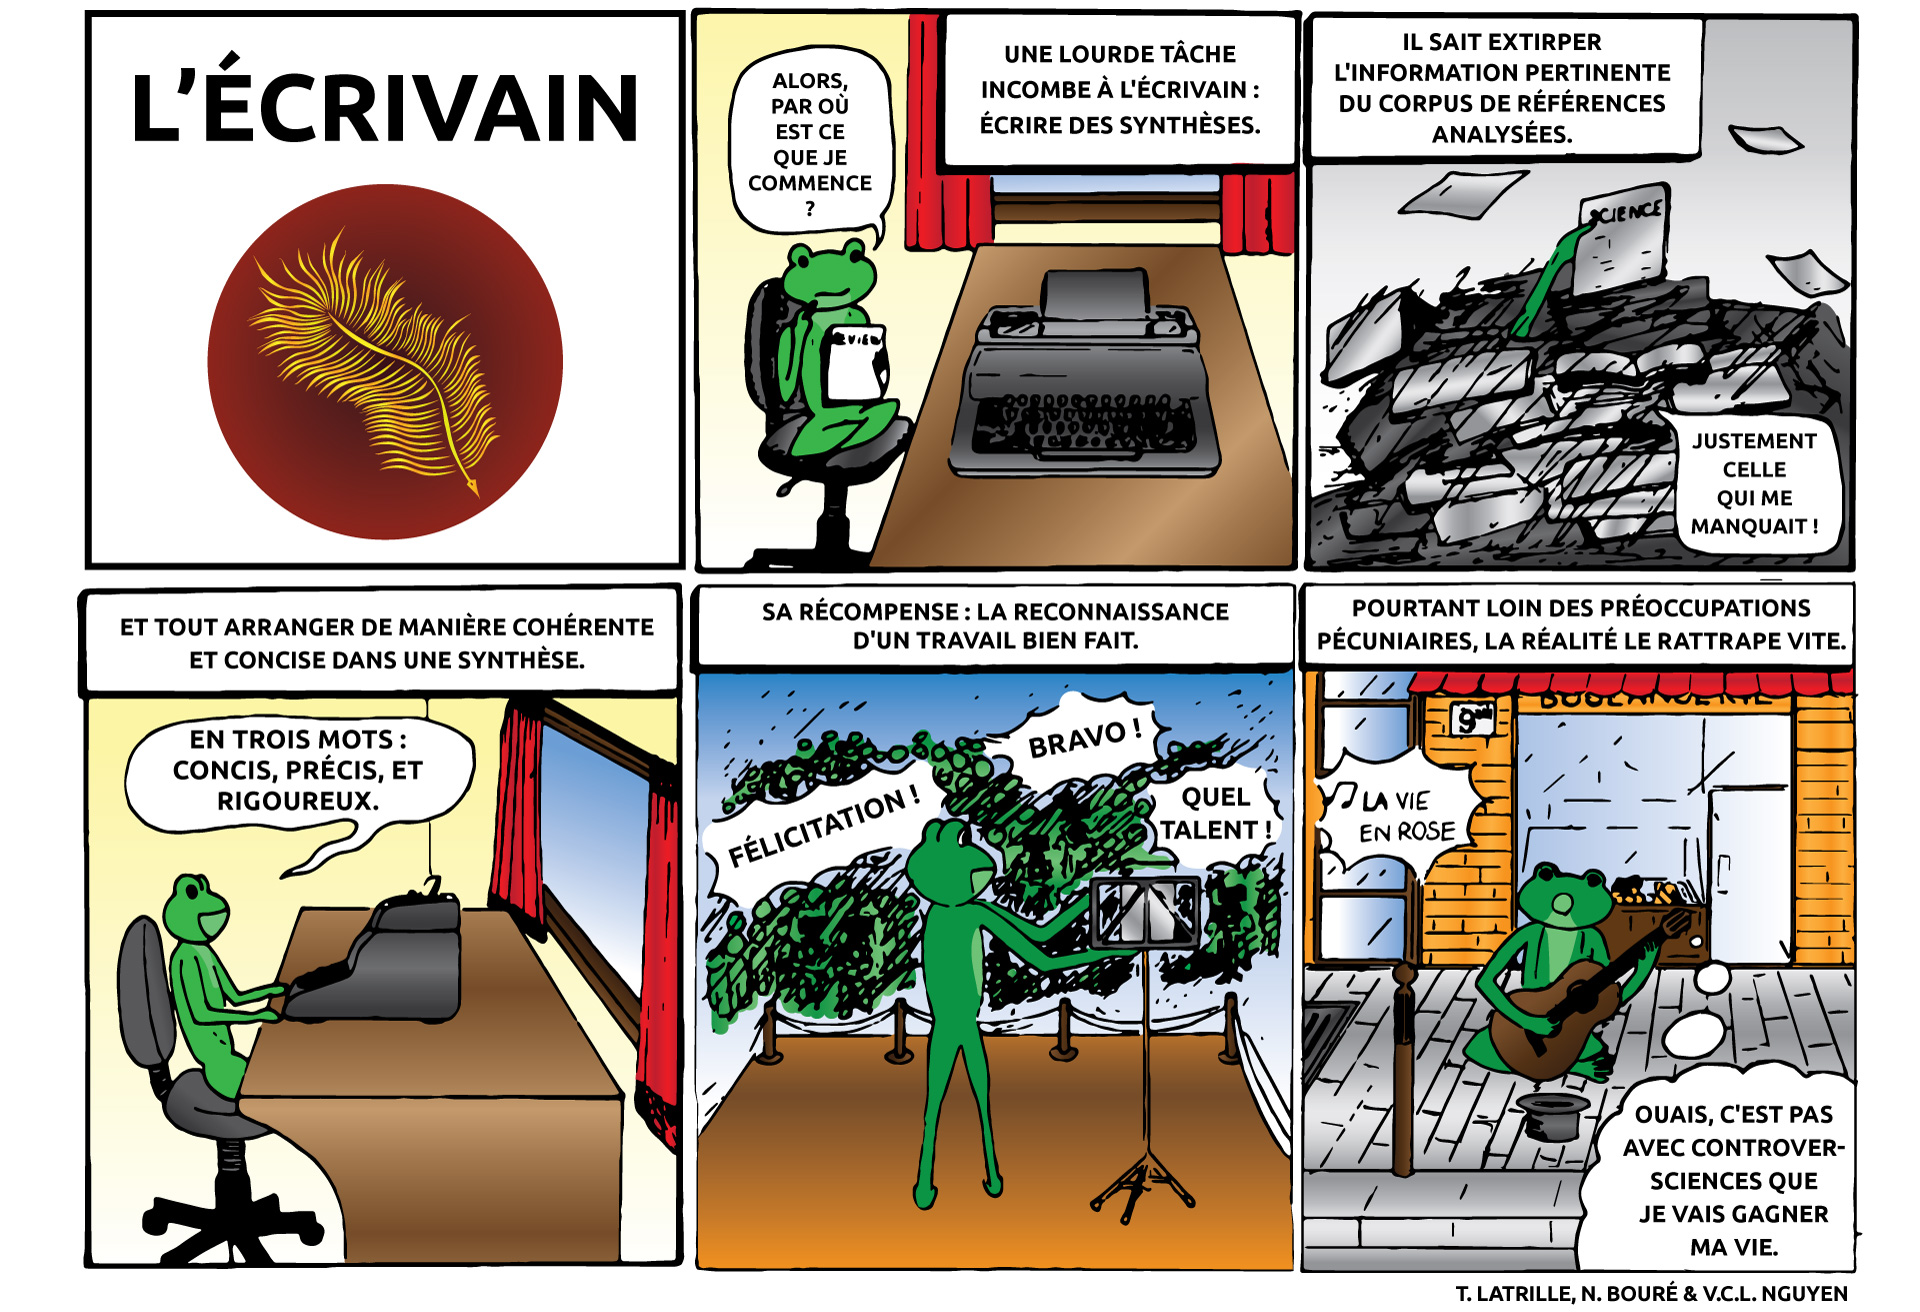 L'ÉCRIVAIN
UNE LOURDE TÂCHE
INCOMBE À L'ÉCRIVAIN :
ÉCRIRE DES SYNTHÈSES.
ALORS,
PAR OÙ
EST CE
QUE JE
COMMENCE
?
IL SAIT EXTIRPER
L'INFORMATION PERTINENTE
DU CORPUS DE RÉFÉRENCES
ANALYSÉES.
SCIENCE
JUSTEMENT
CELLE
QUI ME
MANQUAIT !
ET TOUT ARRANGER DE MANIÈRE COHÉRENTE
ET CONCISE DANS UNE SYNTHÈSE.
EN TROIS MOTS :
CONCIS, PRÉCIS, ET
RIGOUREUX.
SA RÉCOMPENSE : LA RECONNAISSANCE
D'UN TRAVAIL BIEN FAIT.
BRAVO !
FÉLICITATION !
QUEL
TALENT !
POURTANT LOIN DES PRÉOCCUPATIONS
PÉCUNIAIRES, LA RÉALITÉ LE RATTRAPE VITE.
BOULANGERIE
LA VIE
EN ROSE
OUAIS, C'EST PAS
AVEC CONTROVER-
SCIENCES QUE
JE VAIS GAGNER
MA VIE.
T. LATRILLE, N. BOURÉ & V.C.L. NGUYEN